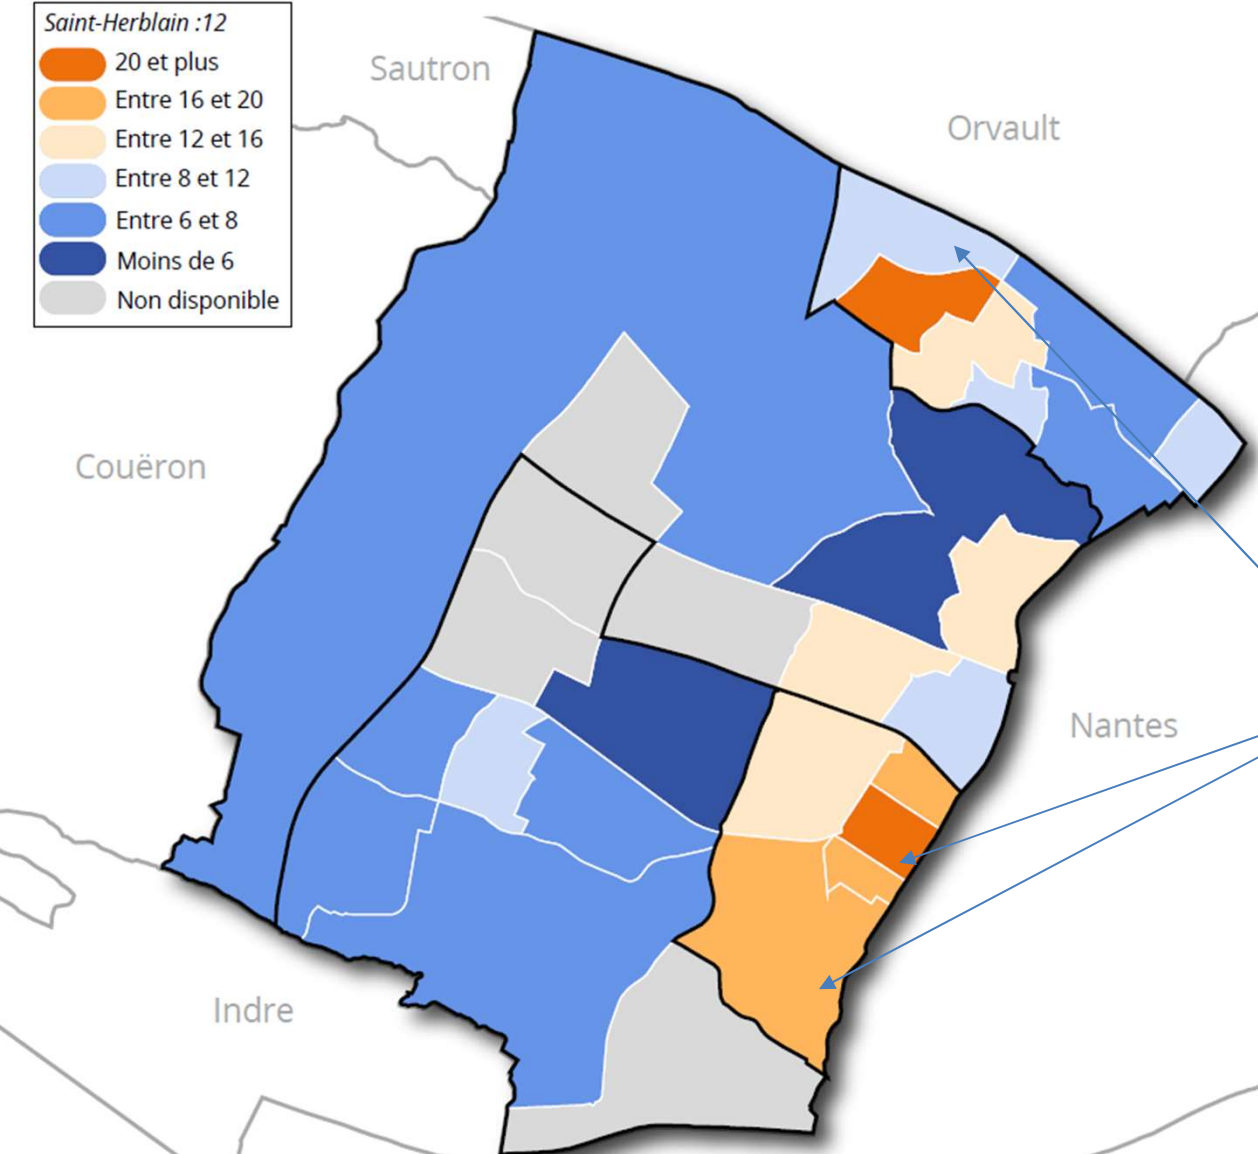 Saint-Herblain :12
20 et plus
Entre 16 et 20
Entre 12 et 16
Entre 8 et 12
Entre 6 et 8
Moins de 6
Non disponible
Sautron
Orvault
Couëron
Nantes
Indre